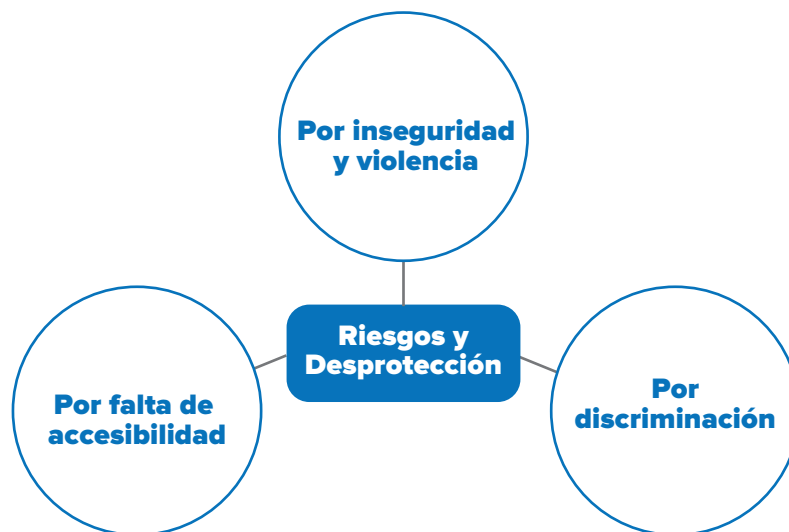 Por inseguridad
y violencia
Riesgos y
Desprotección
Por falta de
accesibilidad
Por
discriminación